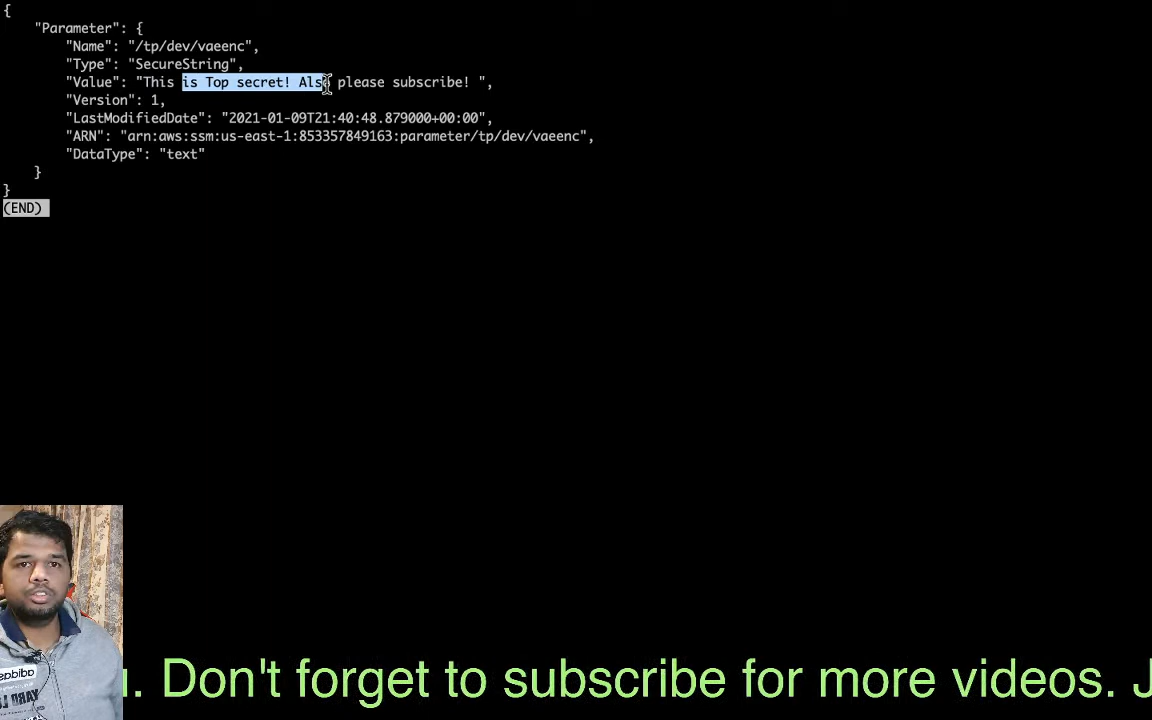 {
"Parameter": {
"Name": "/tp/dev/vaeenc",
"Type": "SecureString",
"Value": "This is Top secret! Also please subscribe! ",
"Version": 1,
"LastModifiedDate": "2021-01-09T21:40:48.879000+00:00",
"ARN": "arn:aws:ssm:us-east-1:853357849163:parameter/tp/dev/vaeenc",
"DataType": "text"
}
}
(END)
. Don't forget to subscribe for more videos. J